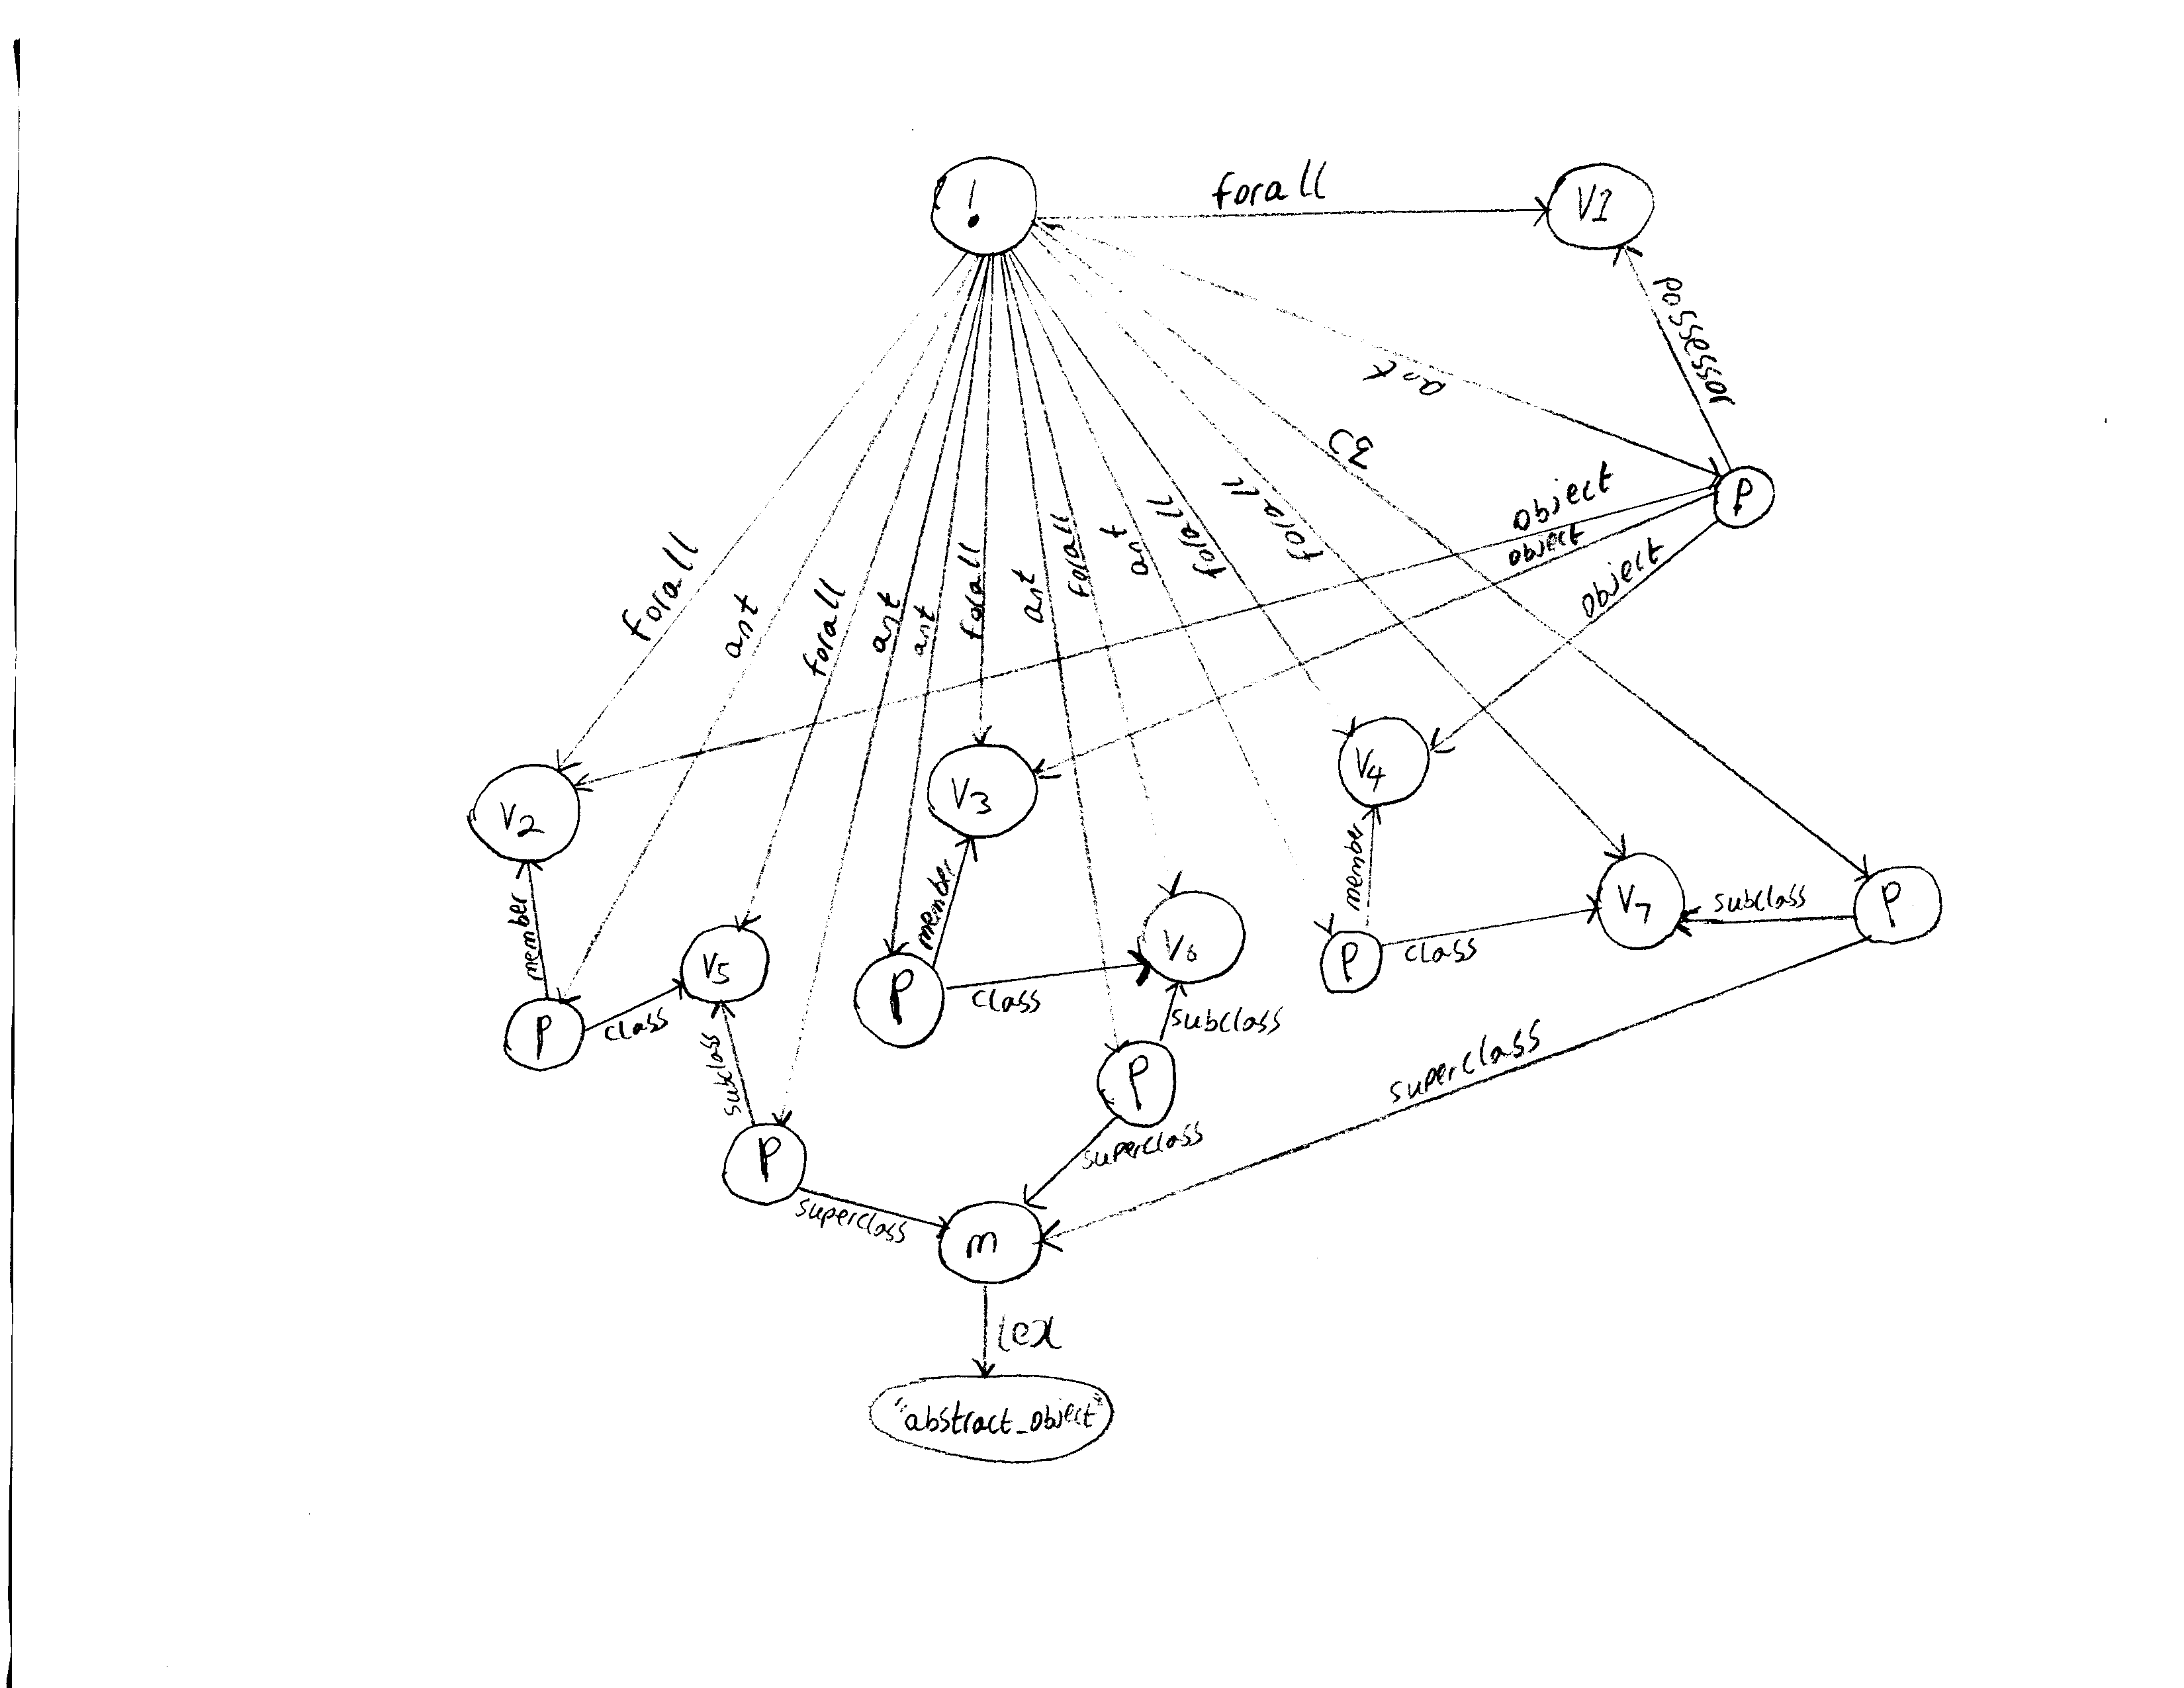 !
forall
V1
possessor
ant
P
object
object
object
forall
ant
forall
ant
ant
forall
ant
forall
ant
forall
forall
V2
V3
V4
member
P
class
V5
subclass
P
superclass
member
P
class
V6
subclass
P
superclass
member
P
class
V7
subclass
P
superclass
m
lex
"abstract_object"